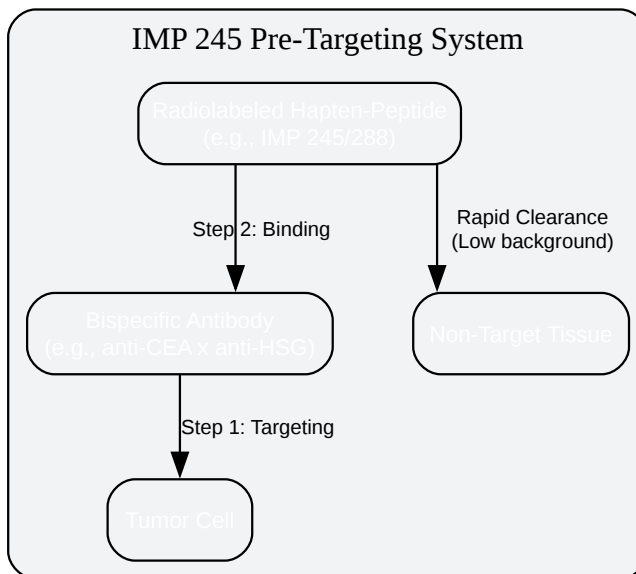 IMP 245 Pre-Targeting System
Radiolabeled Hapten-Peptide
(e.g., IMP 245/288)
Step 2: Binding
Rapid Clearance
(Low background)
Bispecific Antibody
(e.g., anti-CEA x anti-HSG)
Non-Target Tissue
Step 1: Targeting
Tumor Cell